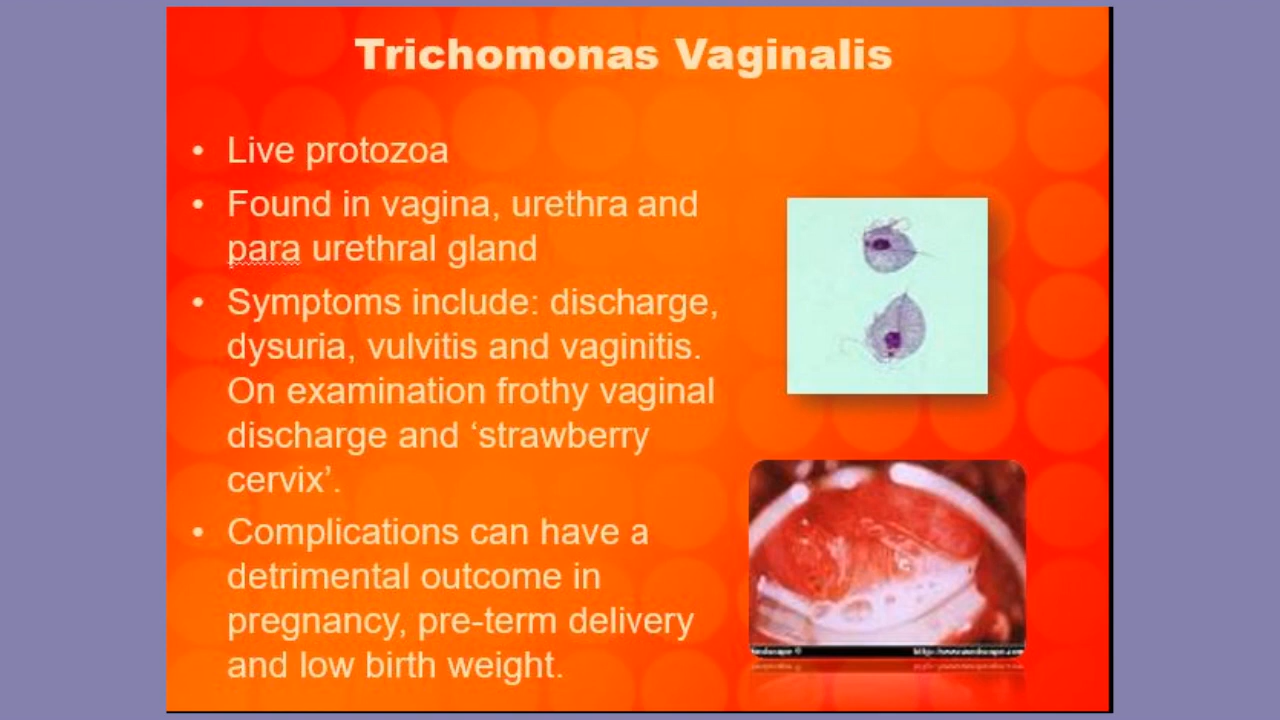 Trichomonas Vaginalis
• Live protozoa
• Found in vagina, urethra and
para urethral gland
• Symptoms include: discharge,
dysuria, vulvitis and vaginitis.
On examination frothy vaginal
discharge and ‘strawberry
cervix’.
• Complications can have a
detrimental outcome in
pregnancy, pre-term delivery
and low birth weight.